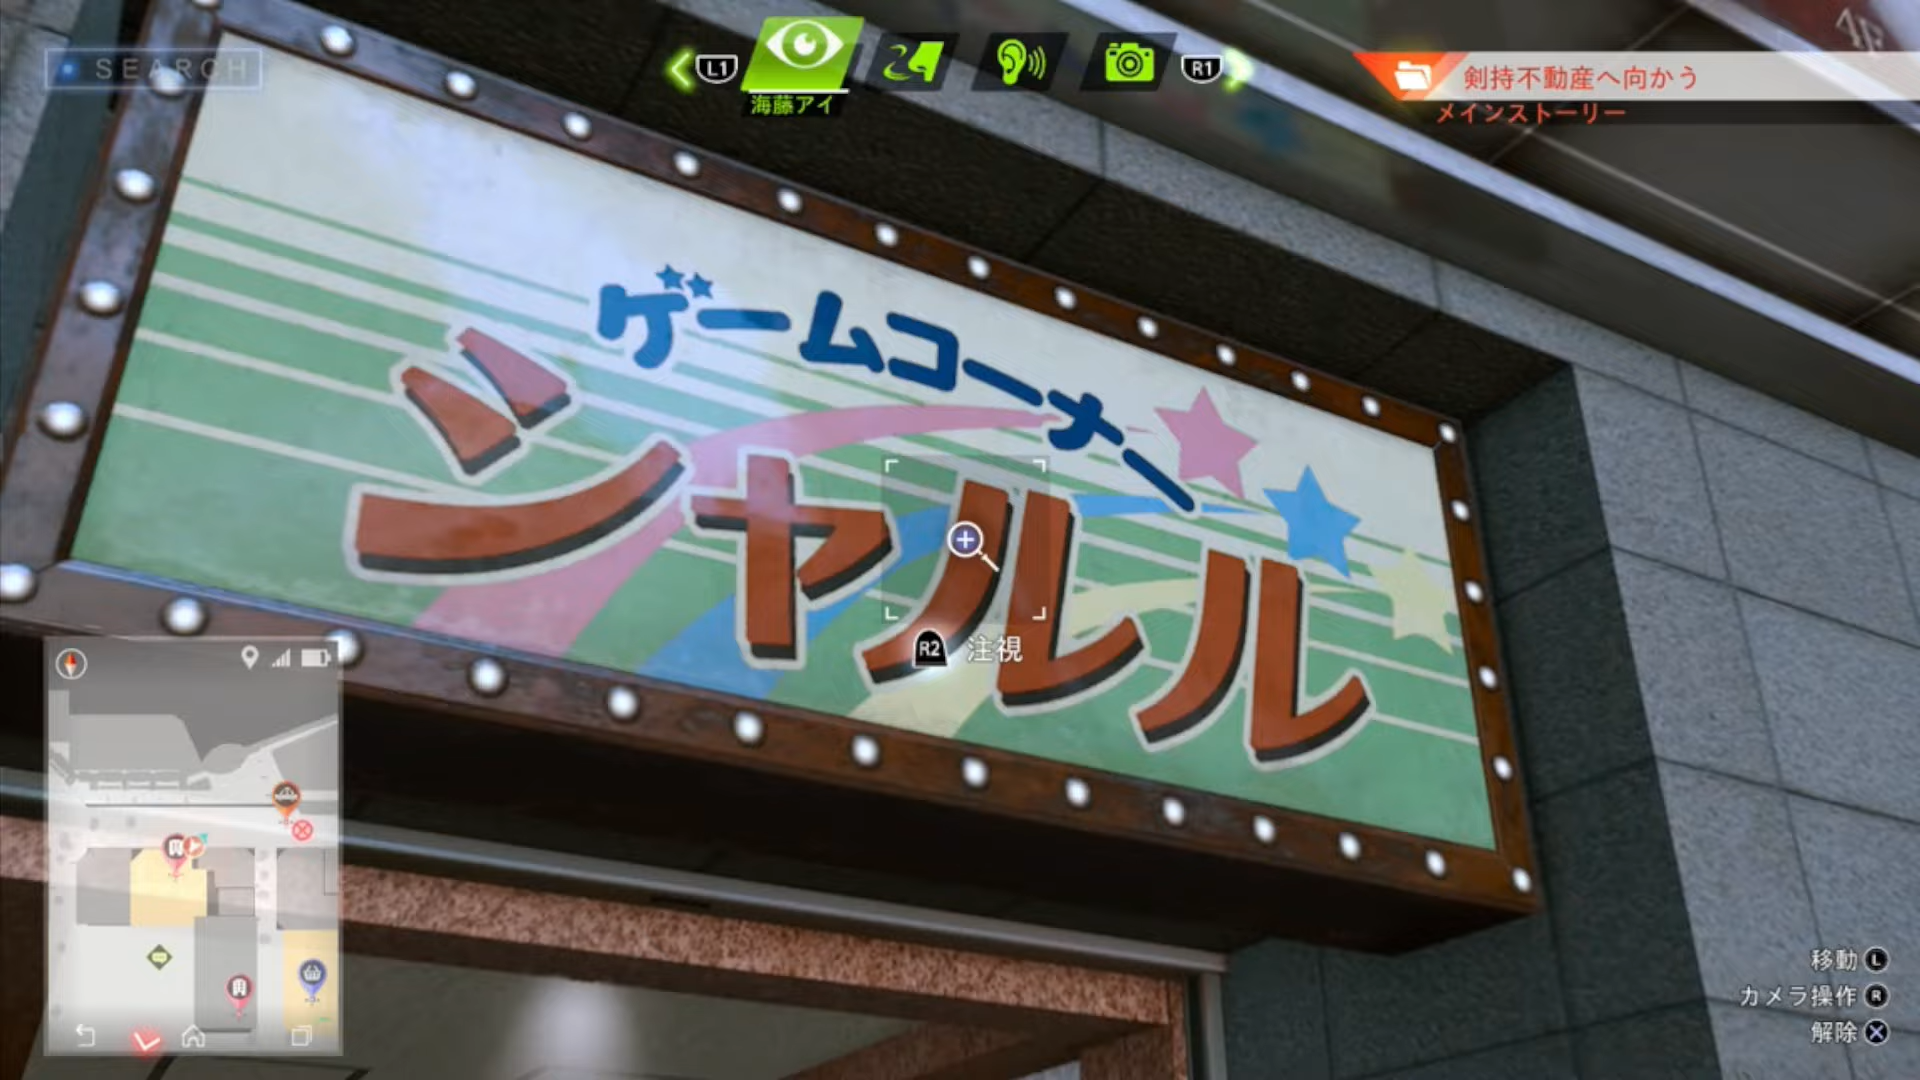 SEARCH
L1
R1
海藤アイ
剣持不動産へ向かう
メインストーリー
ゲームコーナー
シャルル
R2 注視
移動 L
カメラ操作 R
解除